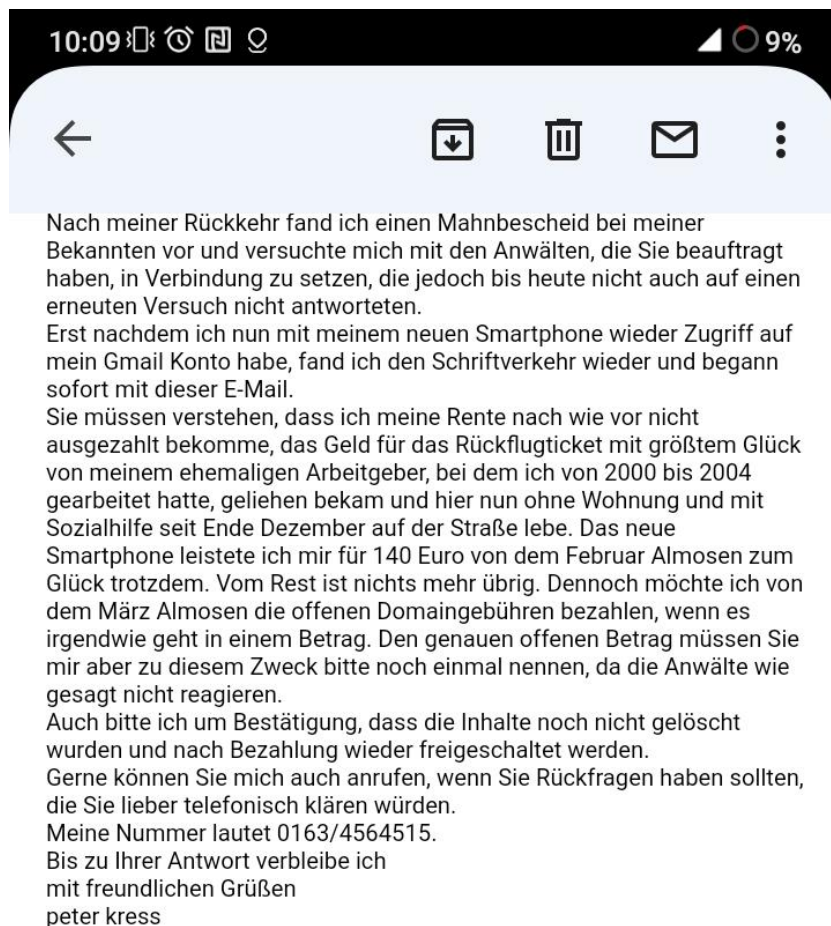 10:09 9%
Nach meiner Rückkehr fand ich einen Mahnbescheid bei meiner
Bekannten vor und versuchte mich mit den Anwälten, die Sie beauftragt
haben, in Verbindung zu setzen, die jedoch bis heute nicht auch auf einen
erneuten Versuch nicht antworteten.
Erst nachdem ich nun mit meinem neuen Smartphone wieder Zugriff auf
mein Gmail Konto habe, fand ich den Schriftverkehr wieder und begann
sofort mit dieser E-Mail.
Sie müssen verstehen, dass ich meine Rente nach wie vor nicht
ausgezahlt bekomme, das Geld für das Rückflugticket mit größtem Glück
von meinem ehemaligen Arbeitgeber, bei dem ich von 2000 bis 2004
gearbeitet hatte, geliehen bekam und hier nun ohne Wohnung und mit
Sozialhilfe seit Ende Dezember auf der Straße lebe. Das neue
Smartphone leistete ich mir für 140 Euro von dem Februar Almosen zum
Glück trotzdem. Vom Rest ist nichts mehr übrig. Dennoch möchte ich von
dem März Almosen die offenen Domaingebühren bezahlen, wenn es
irgendwie geht in einem Betrag. Den genauen offenen Betrag müssen Sie
mir aber zu diesem Zweck bitte noch einmal nennen, da die Anwälte wie
gesagt nicht reagieren.
Auch bitte ich um Bestätigung, dass die Inhalte noch nicht gelöscht
wurden und nach Bezahlung wieder freigeschaltet werden.
Gerne können Sie mich auch anrufen, wenn Sie Rückfragen haben sollten,
die Sie lieber telefonisch klären würden.
Meine Nummer lautet 0163/4564515.
Bis zu Ihrer Antwort verbleibe ich
mit freundlichen Grüßen
peter kress